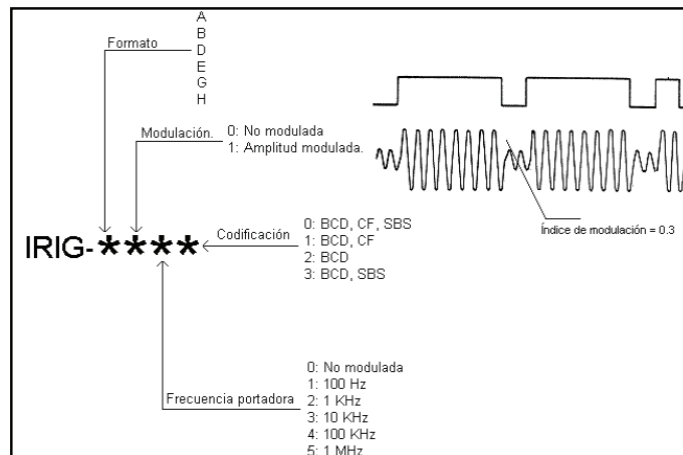 A
B
D
E
G
H
Formato
Modulación.
0: No modulada
1: Amplitud modulada.
Índice de modulación = 0.3
IRIG-****
Codificación
0: BCD, CF, SBS
1: BCD, CF
2: BCD
3: BCD, SBS
Frecuencia portadora
0: No modulada
1: 100 Hz
2: 1 KHz
3: 10 KHz
4: 100 KHz
5: 1 MHz